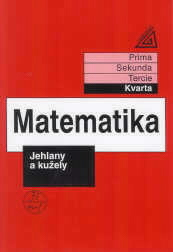 Prima
Sekunda
Tercie
Kvarta
Matematika
Jehlany
a kužely